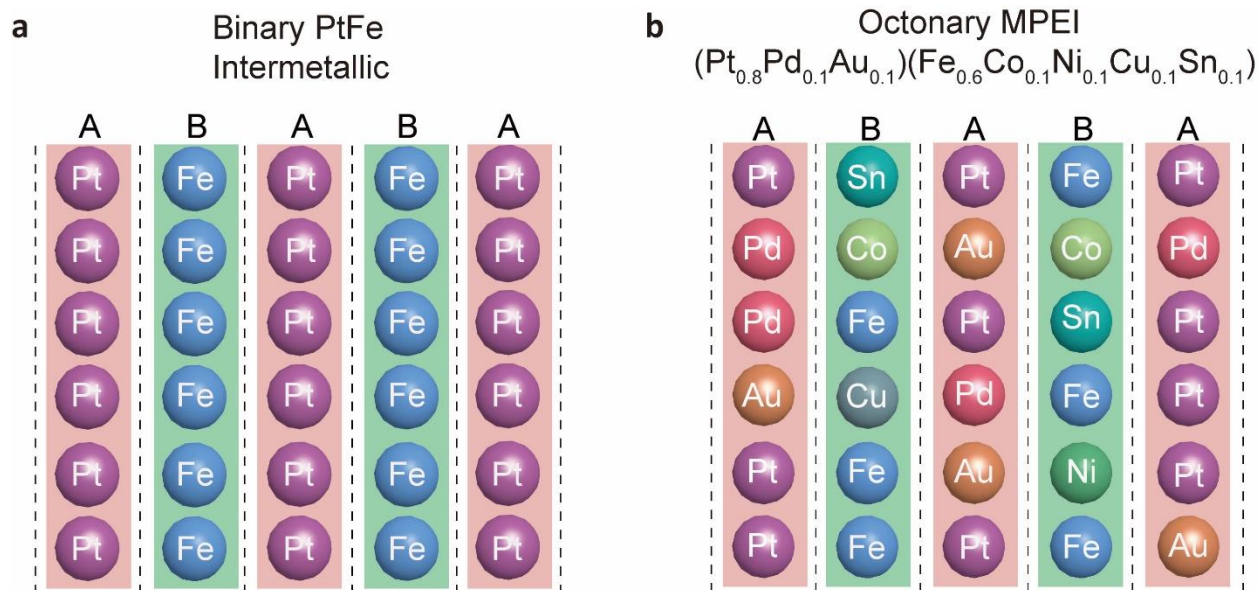 a
Binary PtFe
Intermetallic
A B A B A
Pt Fe Pt Fe Pt
Pt Fe Pt Fe Pt
Pt Fe Pt Fe Pt
Pt Fe Pt Fe Pt
Pt Fe Pt Fe Pt
Pt Fe Pt Fe Pt
b
Octonary MPEI
(Pt0.8Pd0.1Au0.1)(Fe0.6Co0.1Ni0.1Cu0.1Sn0.1)
A B A B A
Pt Sn Pt Fe Pt
Pd Co Au Co Pd
Pd Fe Pt Sn Pt
Au Cu Pd Fe Pt
Pt Fe Au Ni Pt
Pt Fe Pt Fe Au